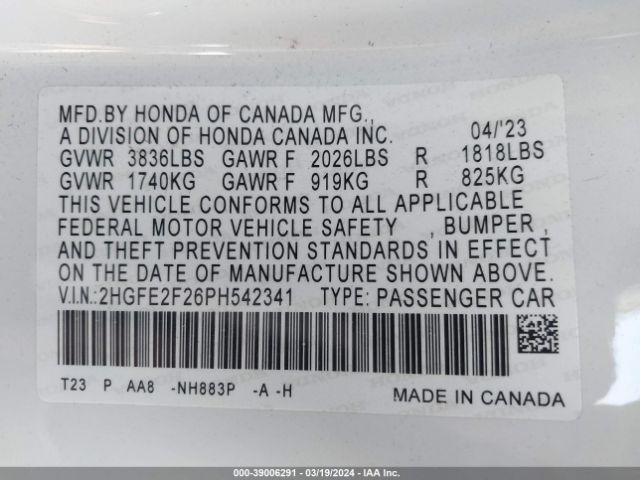 MFD.BY HONDA OF CANADA MFG.,
A DIVISION OF HONDA CANADA INC. 04/'23
GVWR 3836LBS GAWR F 2026LBS R 1818LBS
GVWR 1740KG GAWR F 919KG R 825KG
THIS VEHICLE CONFORMS TO ALL APPLICABLE
FEDERAL MOTOR VEHICLE SAFETY , BUMPER ,
AND THEFT PREVENTION STANDARDS IN EFFECT
ON THE DATE OF MANUFACTURE SHOWN ABOVE.
V.I.N.:2HGFE2F26PH542341 TYPE: PASSENGER CAR
T23 P AA8 -NH883P -A -H
MADE IN CANADA
000-39006291 - 03/19/2024 - IAA Inc.